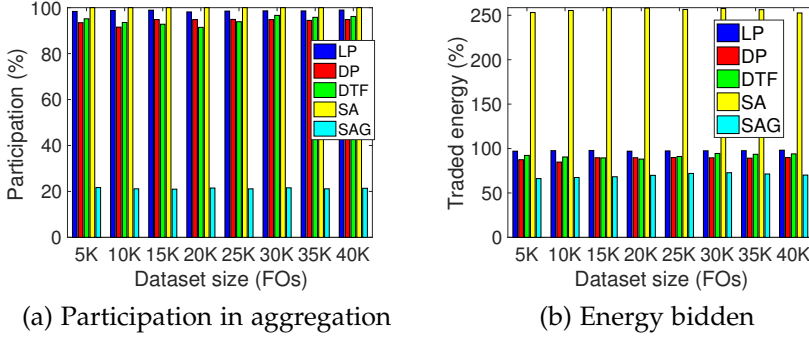 100
80
60
40
20
0
Participation (%)
LP
DP
DTF
SA
SAG
5K 10K 15K 20K 25K 30K 35K 40K
Dataset size (FOs)
(a) Participation in aggregation
250
200
150
100
50
0
Traded energy (%)
LP
DP
DTF
SA
SAG
5K 10K 15K 20K 25K 30K 35K 40K
Dataset size (FOs)
(b) Energy bidden